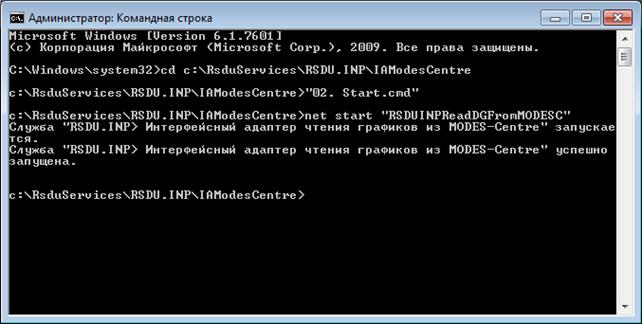 Администратор: Командная строка
Microsoft Windows [Version 6.1.7601]
(c) Корпорация Майкрософт (Microsoft Corp.), 2009. Все права защищены.
C:\Windows\system32>cd c:\RsduServices\RSDU.INP\IAModesCentre
c:\RsduServices\RSDU.INP\IAModesCentre>"02. Start.cmd"
c:\RsduServices\RSDU.INP\IAModesCentre>net start "RSDUINPReadDGFromMODESC"
Служба "RSDU.INP> Интерфейсный адаптер чтения графиков из MODES-Centre" запускае
тся.
Служба "RSDU.INP> Интерфейсный адаптер чтения графиков из MODES-Centre" успешно
запущена.
c:\RsduServices\RSDU.INP\IAModesCentre>